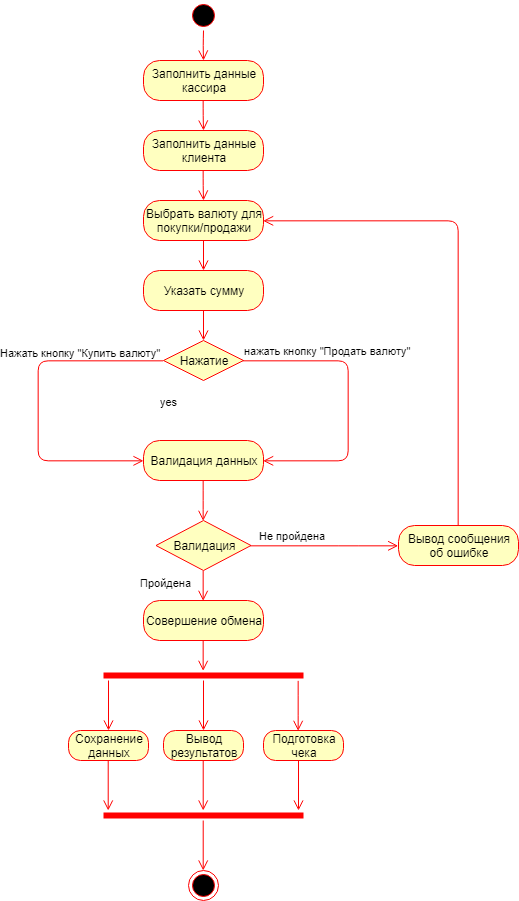 Заполнить данные
кассира
Заполнить данные
клиента
Выбрать валюту для
покупки/продажи
Указать сумму
Нажать кнопку "Купить валюту"
Нажатие
нажать кнопку "Продать валюту"
yes
Валидация данных
Валидация
Не пройдена
Вывод сообщения
об ошибке
Пройдена
Совершение обмена
Сохранение
данных
Вывод
результатов
Подготовка
чека